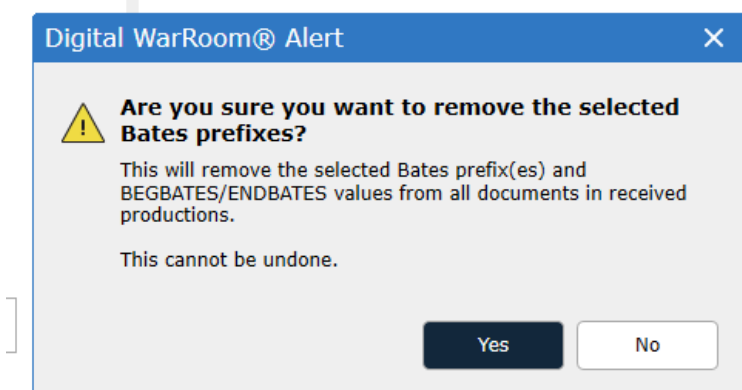 Digital WarRoom® Alert
Are you sure you want to remove the selected
Bates prefixes?
This will remove the selected Bates prefix(es) and
BEGBATES/ENDBATES values from all documents in received
productions.
This cannot be undone.
Yes
No